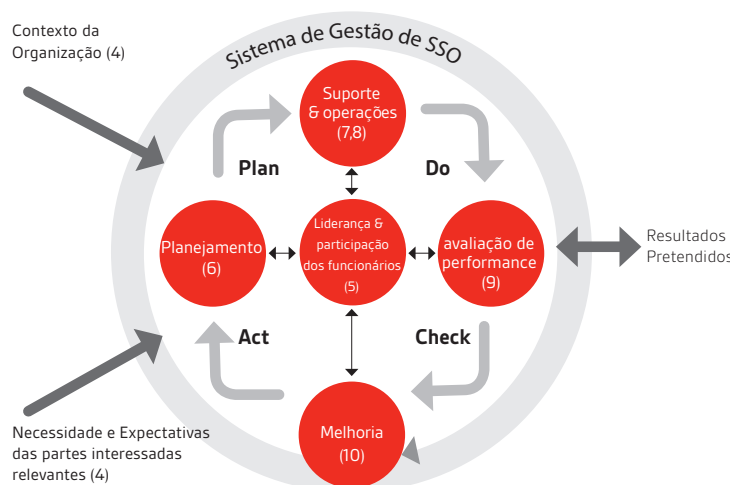 Contexto da
Organização (4)
Sistema de Gestão de SSO
Suporte
& operações
(7,8)
Plan
Do
Planejamento
(6)
Liderança &
participação
dos funcionários
(5)
avaliação de
performance
(9)
Resultados
Pretendidos
Act
Check
Melhoria
(10)
Necessidade e Expectativas
das partes interessadas
relevantes (4)